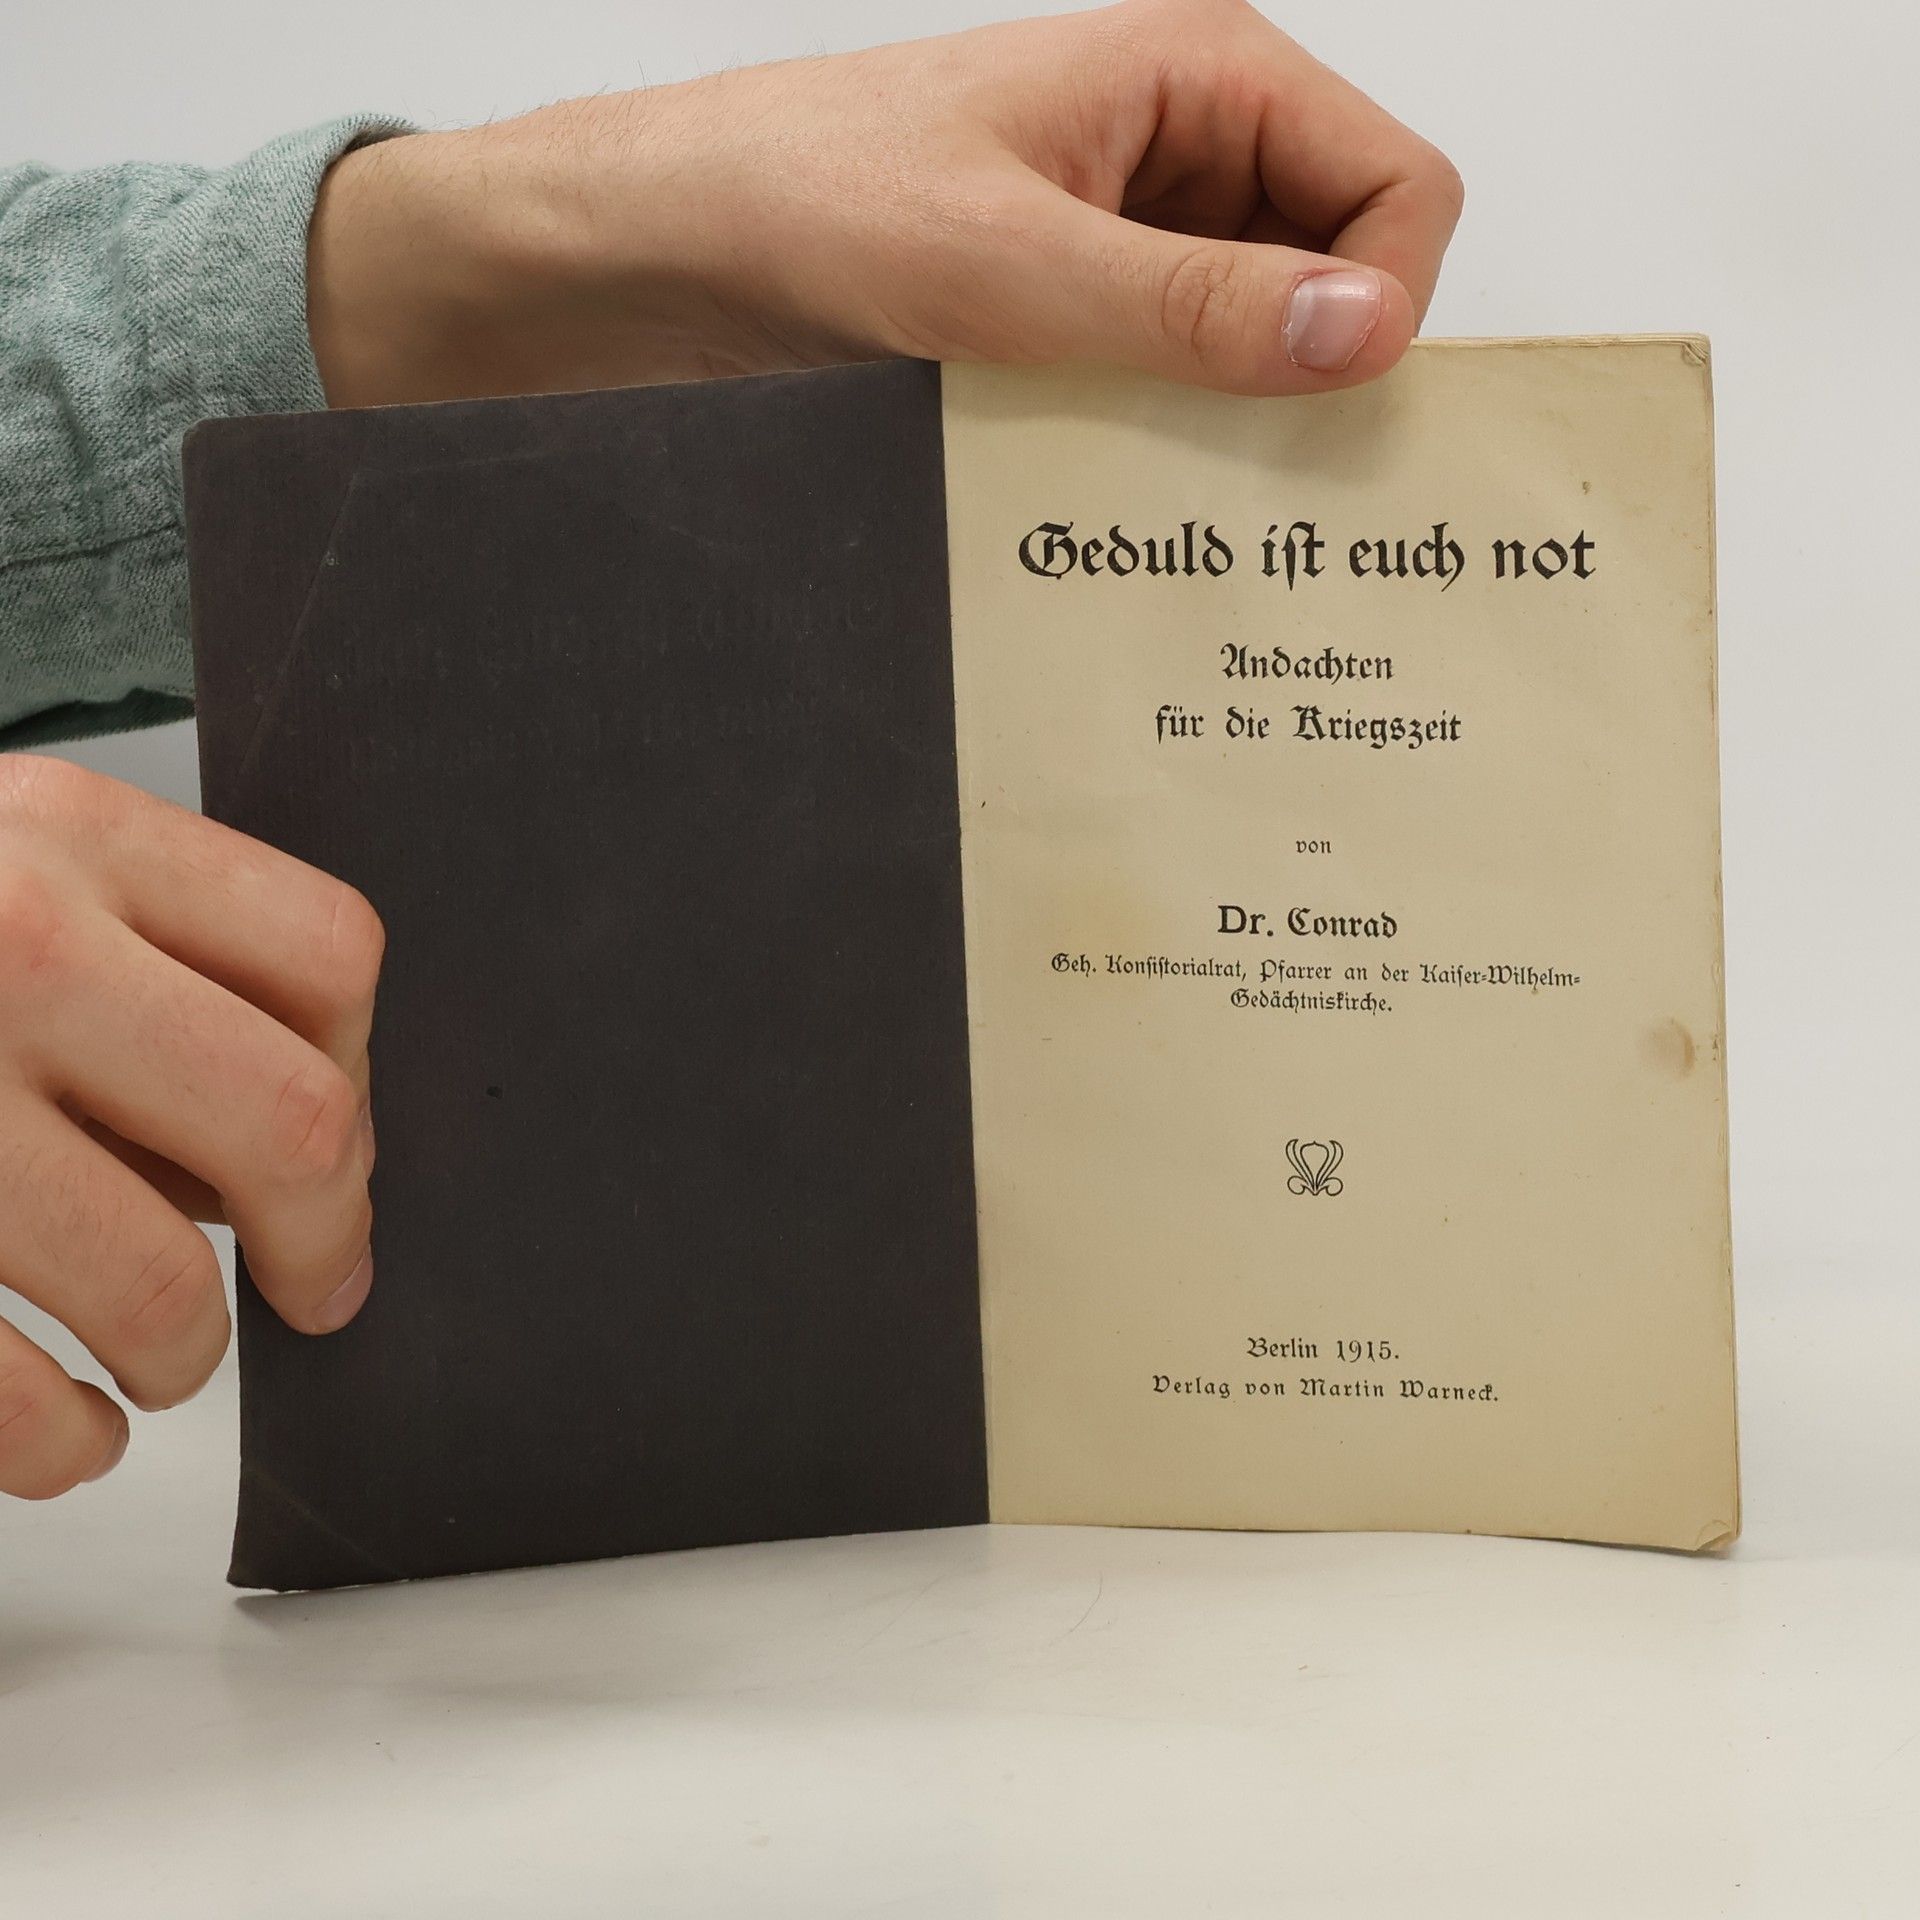 Geduld ist euch not
Andachten
für die Kriegszeit
von
Dr. Conrad
Geh. Konsistorialrat, Pfarrer an der Kaiser-Wilhelm-
Gedächtniskirche.
Berlin 1915.
Verlag von Martin Warneck.